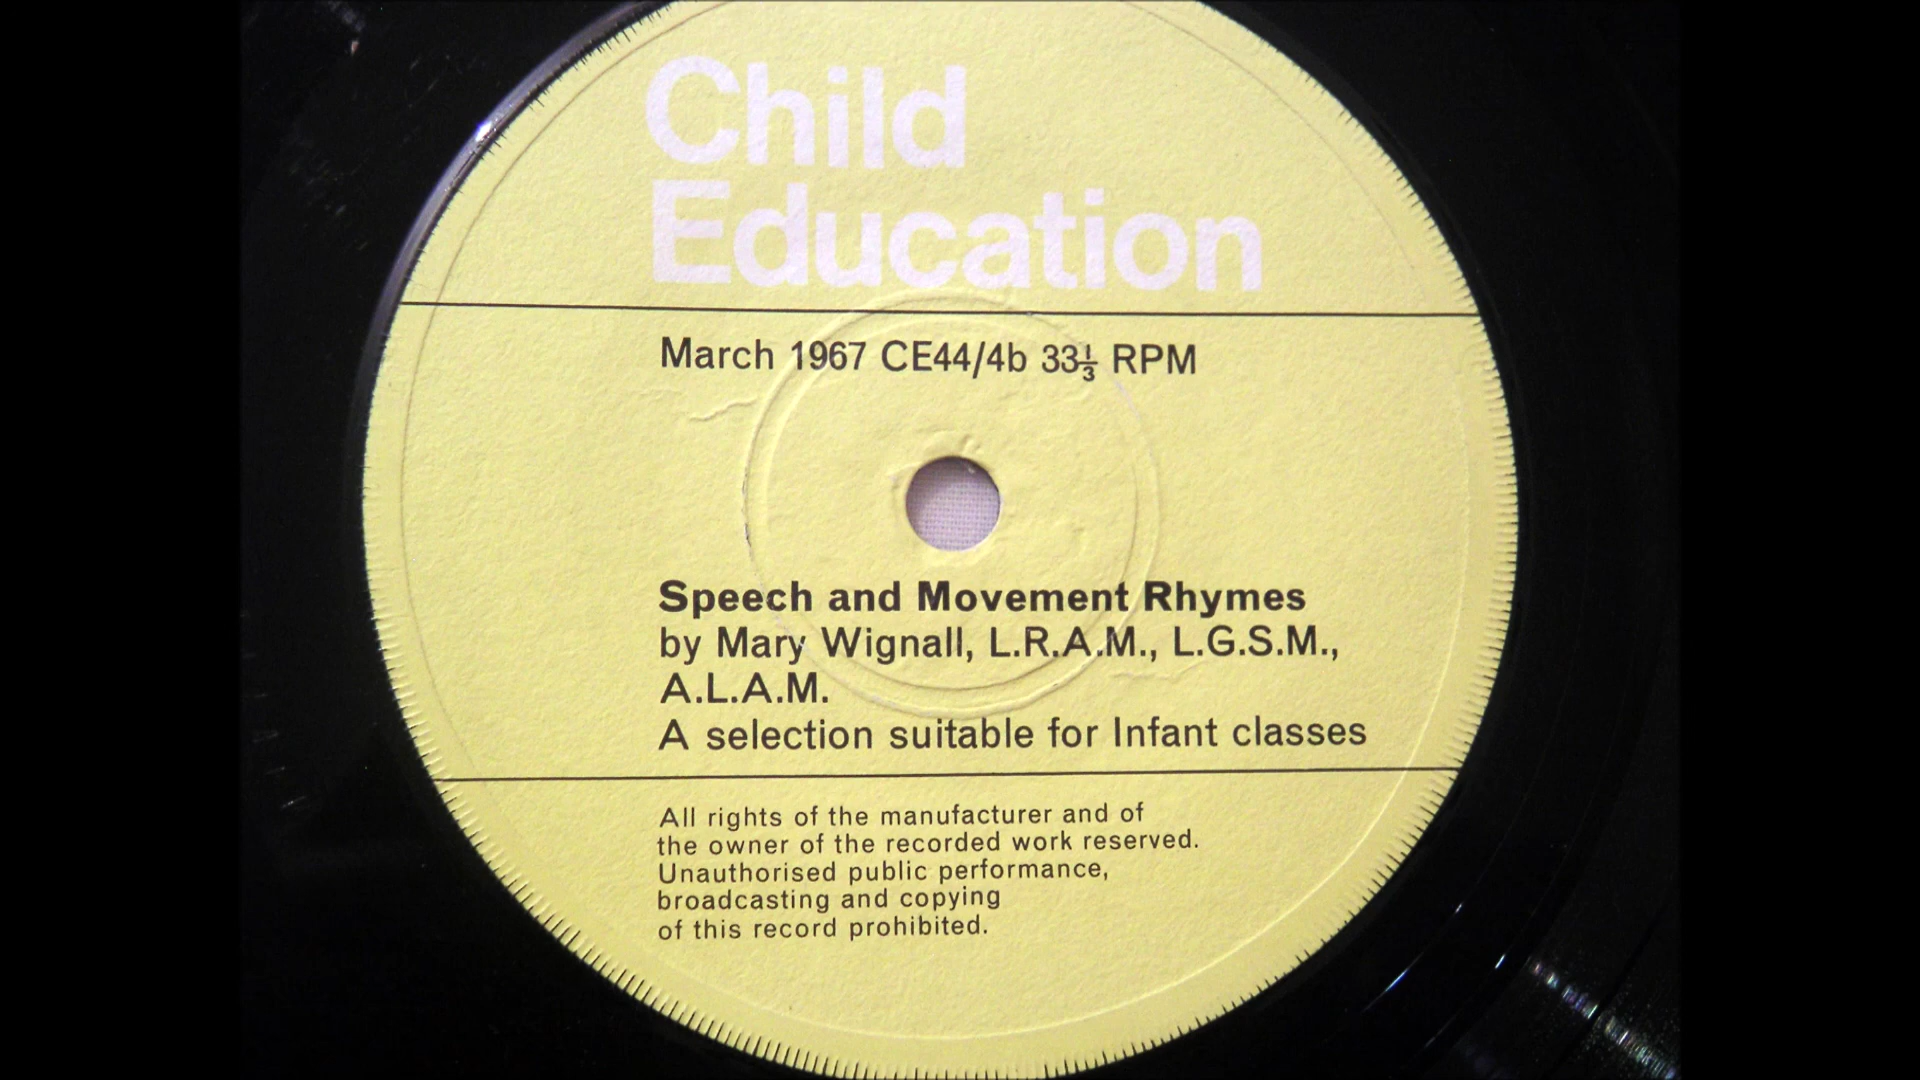 Child
Education
March 1967 CE44/4b 33⅓ RPM
Speech and Movement Rhymes
by Mary Wignall, L.R.A.M., L.G.S.M.,
A.L.A.M.
A selection suitable for Infant classes
All rights of the manufacturer and of
the owner of the recorded work reserved.
Unauthorised public performance,
broadcasting and copying
of this record prohibited.